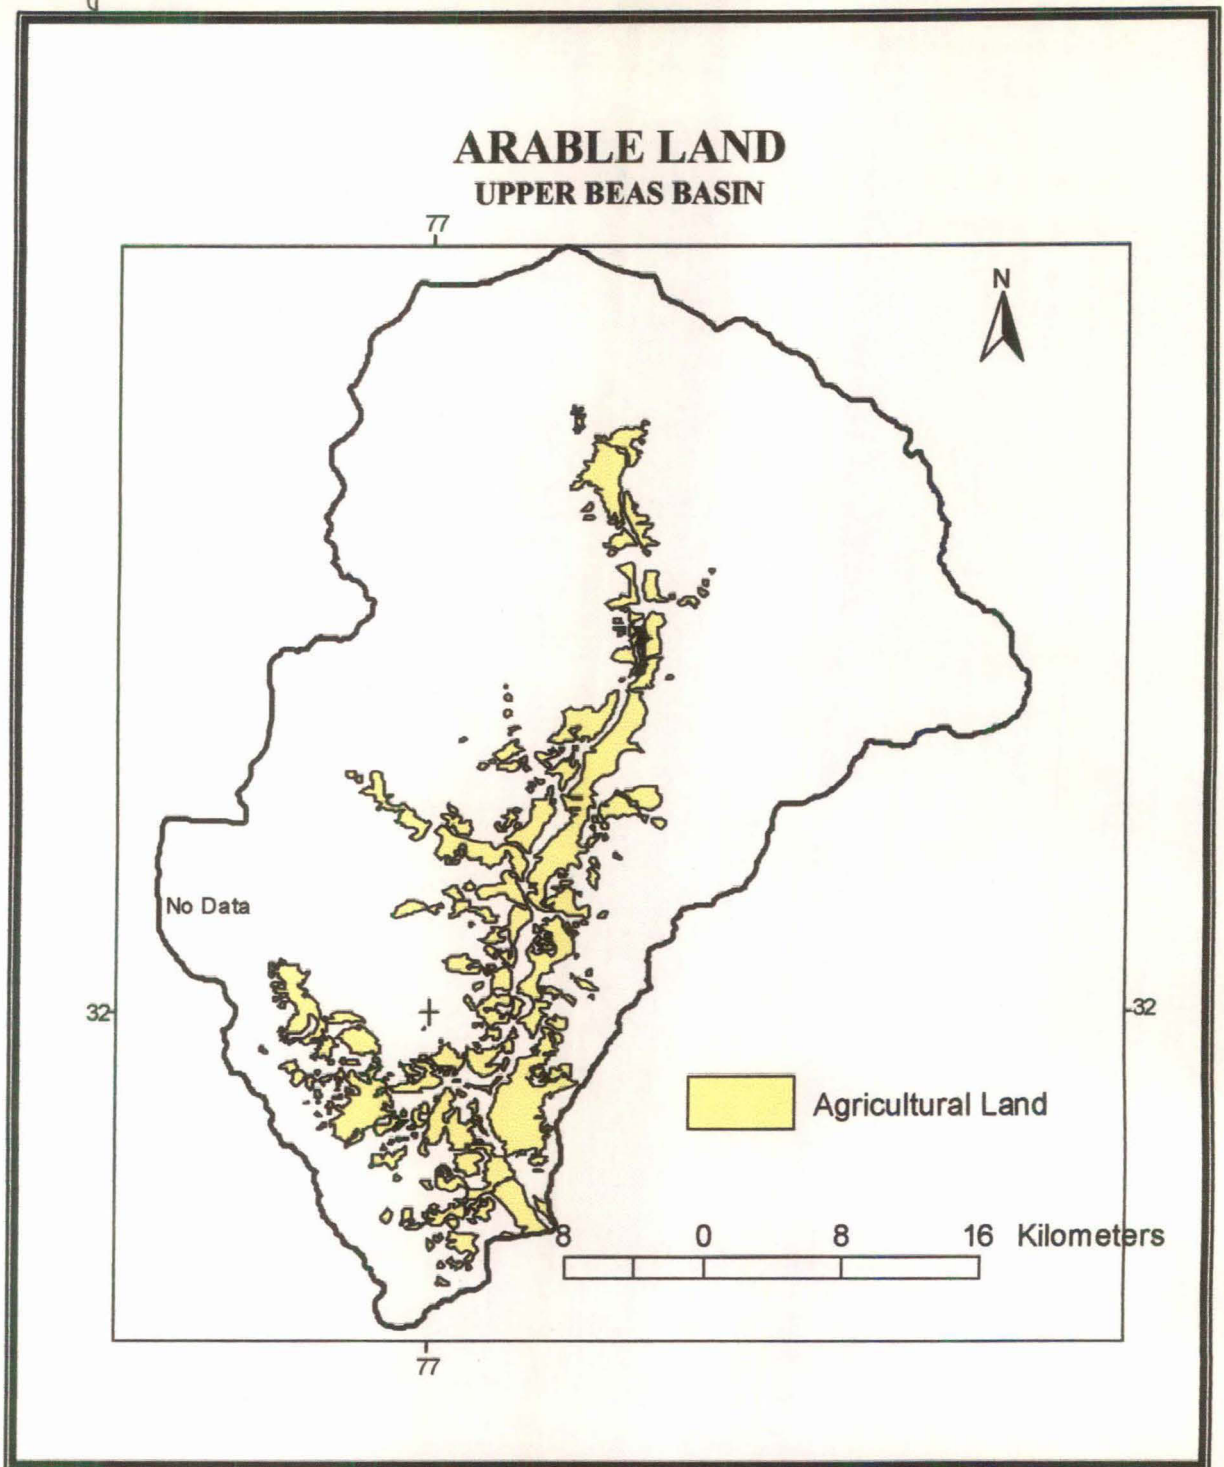 ARABLE LAND
UPPER BEAS BASIN
77
N
No Data
32
32
Agricultural Land
8 0 8 16 Kilometers
77